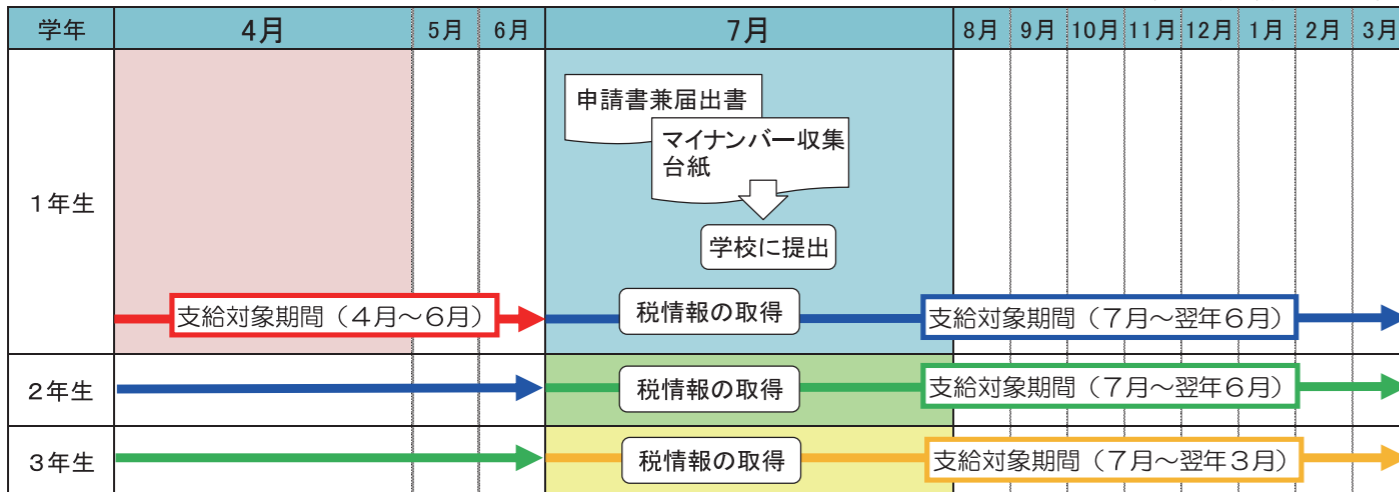 学年 4月 5月 6月 7月 8月 9月 10月 11月 12月 1月 2月 3月
1年生
申請書兼届出書
マイナンバー収集
台紙
学校に提出
支給対象期間（4月～6月） 税情報の取得 支給対象期間（7月～翌年6月）
2年生 税情報の取得 支給対象期間（7月～翌年6月）
3年生 税情報の取得 支給対象期間（7月～翌年3月）